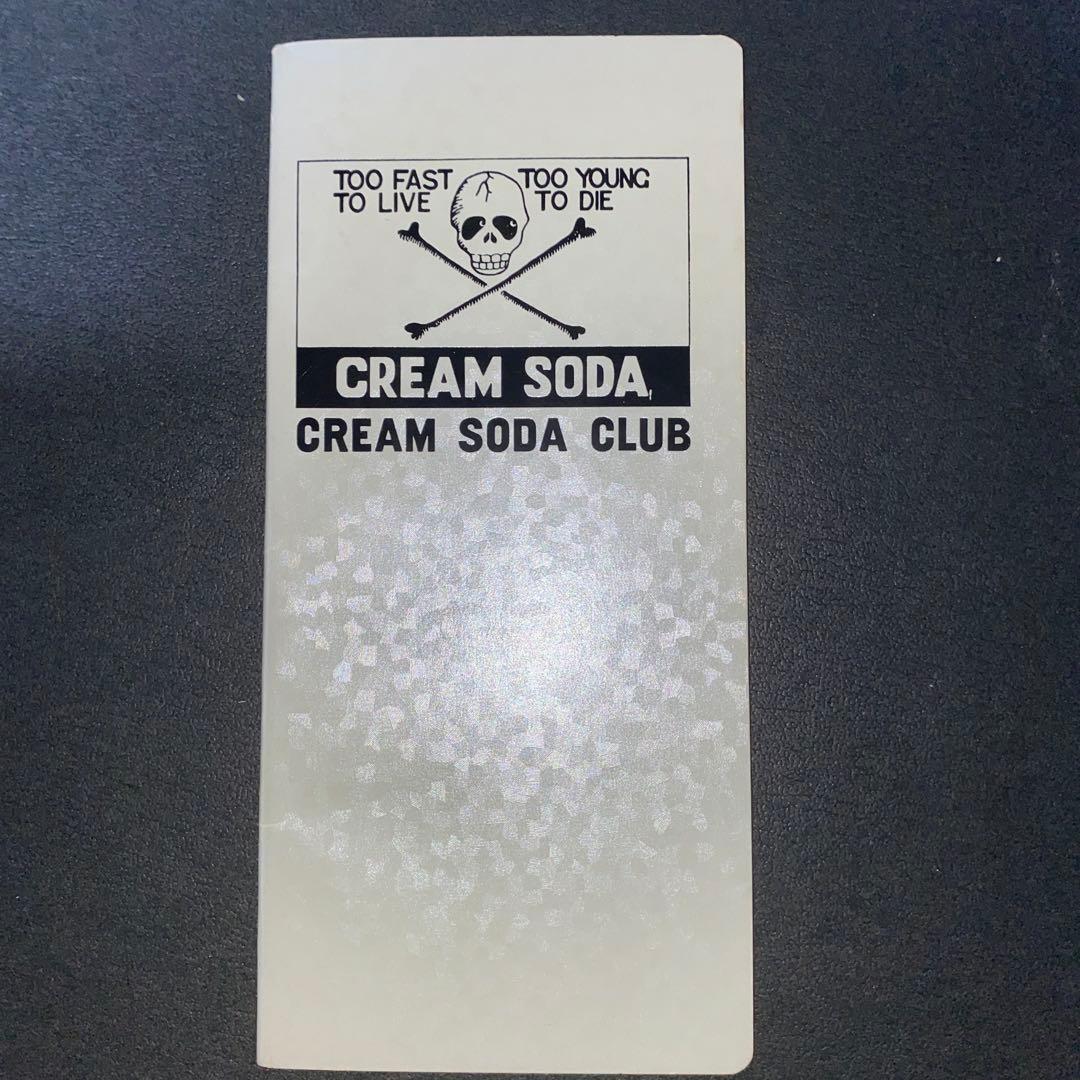 TOO FAST TOO YOUNG
TO LIVE TO DIE
CREAM SODA
CREAM SODA CLUB